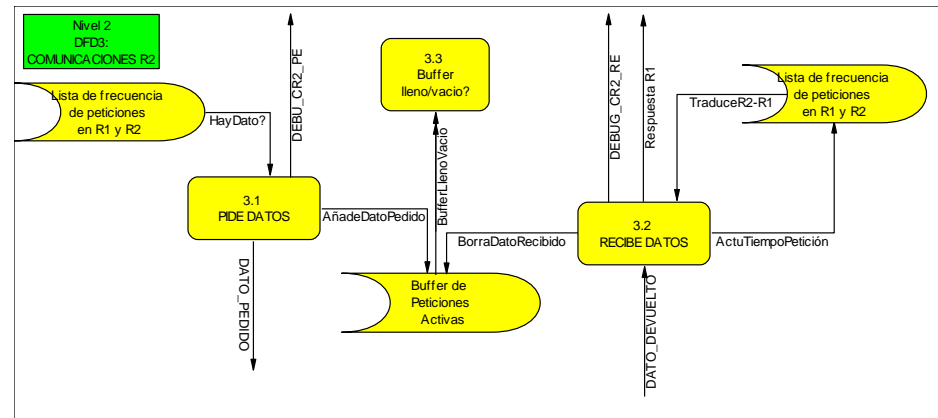 Nivel 2
DFD3:
COMUNICACIONES R2
Lista de frecuencia
de peticiones
en R1 y R2
HayDato?
DEBU_CR2_PE
3.3
Buffer
lleno/vacio?
BufferLlenoVacio
DEBUG_CR2_RE
Respuesta R1
TraduceR2-R1
Lista de frecuencia
de peticiones
en R1 y R2
3.1
PIDE DATOS
AñadeDatoPedido
BorraDatoRecibido
3.2
RECIBE DATOS
ActuTiempoPetición
DATO_PEDIDO
Buffer de
Peticiones
Activas
DATO_DEVUELTO